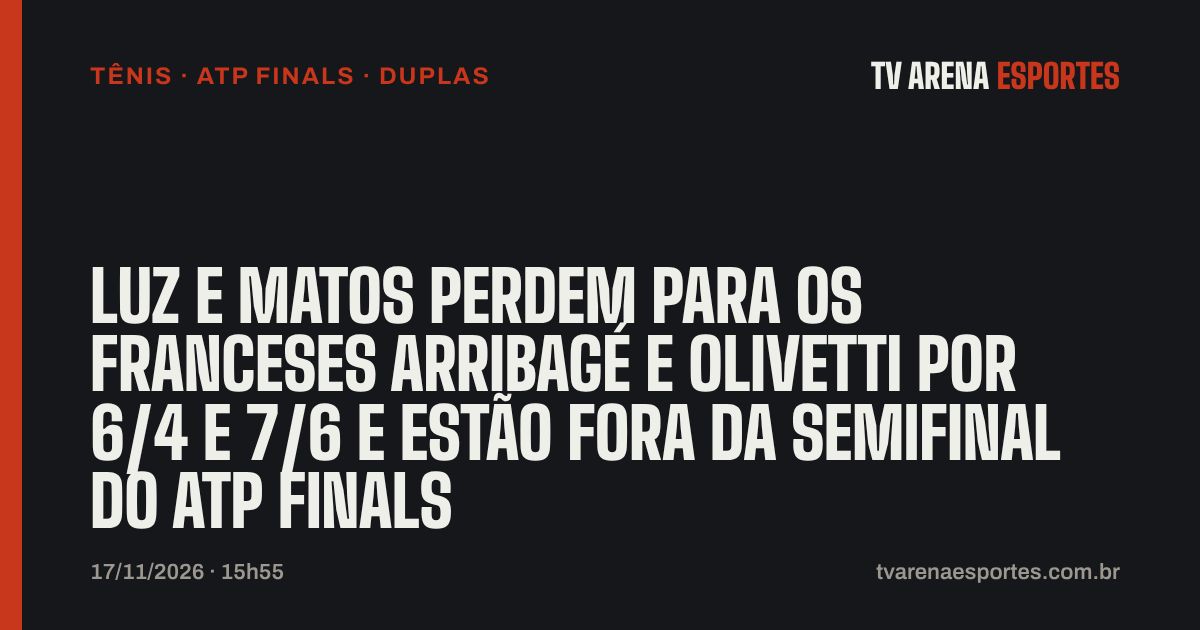 TÊNIS · ATP FINALS · DUPLAS
TV ARENA ESPORTES
LUZ E MATOS PERDEM PARA OS
FRANCESES ARRIBAGÉ E OLIVETTI POR
6/4 E 7/6 E ESTÃO FORA DA SEMIFINAL
DO ATP FINALS
17/11/2026 · 15h55
tvarenaesportes.com.br